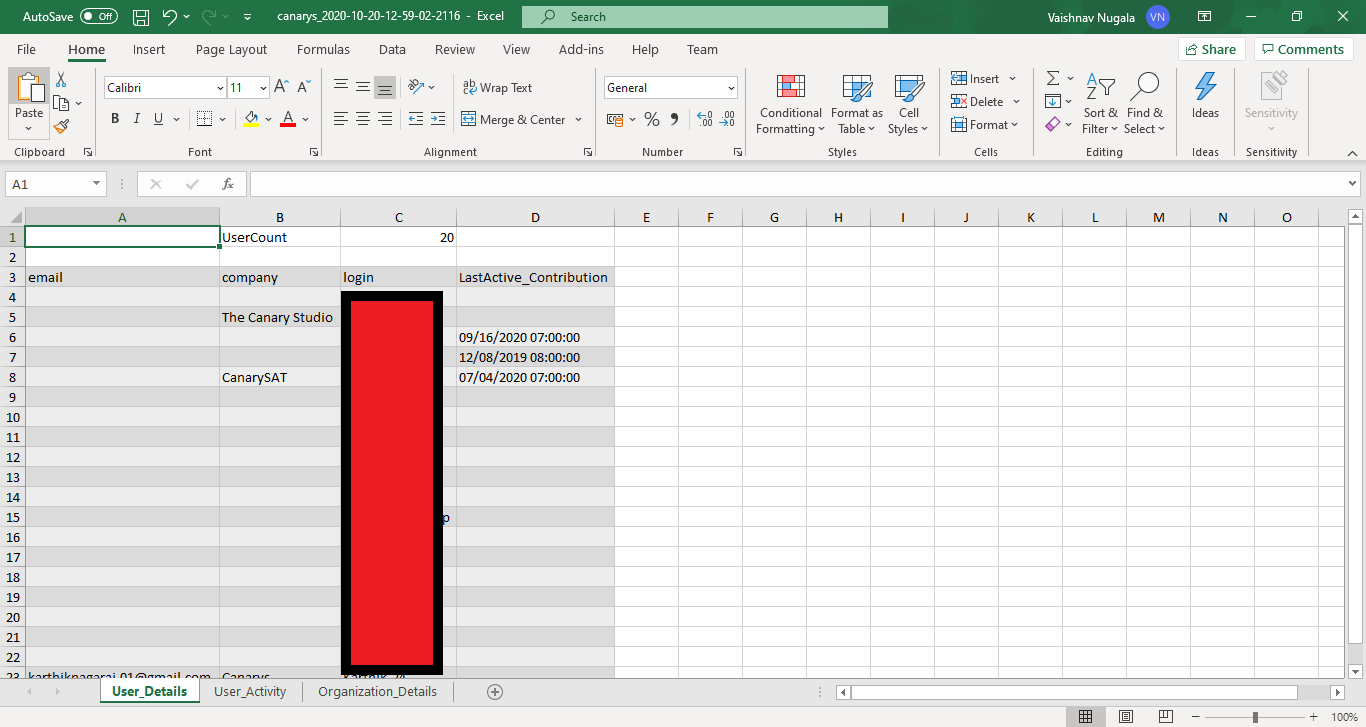 AutoSave Off canarys_2020-10-20-12-59-02-2116 - Excel Search Vaishnav Nugala VN
File Home Insert Page Layout Formulas Data Review View Add-ins Help Team Share Comments
Paste Calibri 11 A A Wrap Text General Conditional Formatting Format as Table Cell Styles Insert Delete Format Sort & Filter Find & Select Ideas Sensitivity
B I U A Merge & Center % , .00 .00
Clipboard Font Alignment Number Styles Cells Editing Ideas Sensitivity
A1 fx
A B C D E F G H I J K L M N O
1 UserCount 20
2
3 email company login LastActive_Contribution
4
5 The Canary Studio
6 09/16/2020 07:00:00
7 12/08/2019 08:00:00
8 CanarySAT 07/04/2020 07:00:00
9
10
11
12
13
14
15 p
16
17
18
19
20
21
22
23 karthiknagaraj.01@gmail.com Canarys
User_Details User_Activity Organization_Details
100%